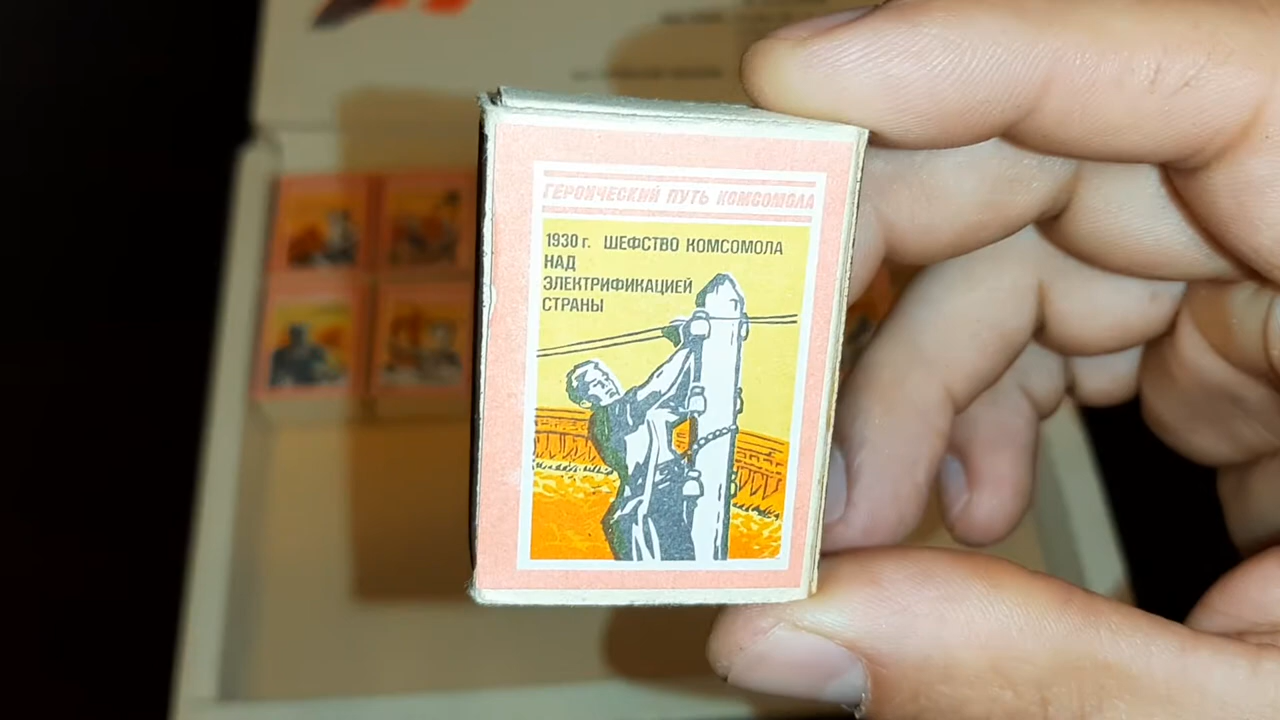 ГЕРОИЧЕСКИЙ ПУТЬ КОМСОМОЛА
1930 г. ШЕФСТВО КОМСОМОЛА
НАД
ЭЛЕКТРИФИКАЦИЕЙ
СТРАНЫ